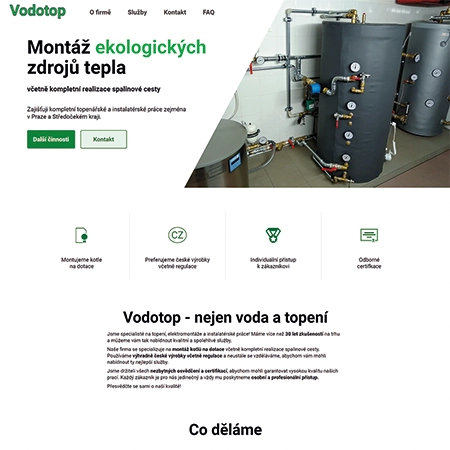 Vodotop
O firmě
Služby
Kontakt
FAQ
Montáž ekologických
zdrojů tepla
včetně kompletní realizace spalinové cesty
Zajišťuji kompletní topenářské a instalatérské práce zejména
v Praze a Středočeském kraji.
Další činnosti
Kontakt
CZ
Montujeme kotle
na dotace
Preferujeme české výrobky
včetně regulace
Individuální přístup
k zákazníkovi
Odborné
certifikace
Vodotop - nejen voda a topení
Jsme specialisté na topení, elektromontáže a instalatérské práce! Máme více než 30 let zkušeností na trhu
a můžeme vám tak nabídnout kvalitní a spolehlivé služby.
Naše firma se specializuje na montáž kotlů na dotace včetně kompletní realizace spalinové cesty.
Používáme výhradně české výrobky včetně regulace a neustále se vzděláváme, abychom vám mohli
nabídnout ty nejlepší služby.
Jsme držiteli všech nezbytných osvědčení a certifikací, abychom mohli garantovat vysokou kvalitu našich
prací. Každý zákazník je pro nás jedinečný a vždy mu poskytneme osobní a profesionální přístup.
Přesvědčte se sami o naší kvalitě!
Co děláme